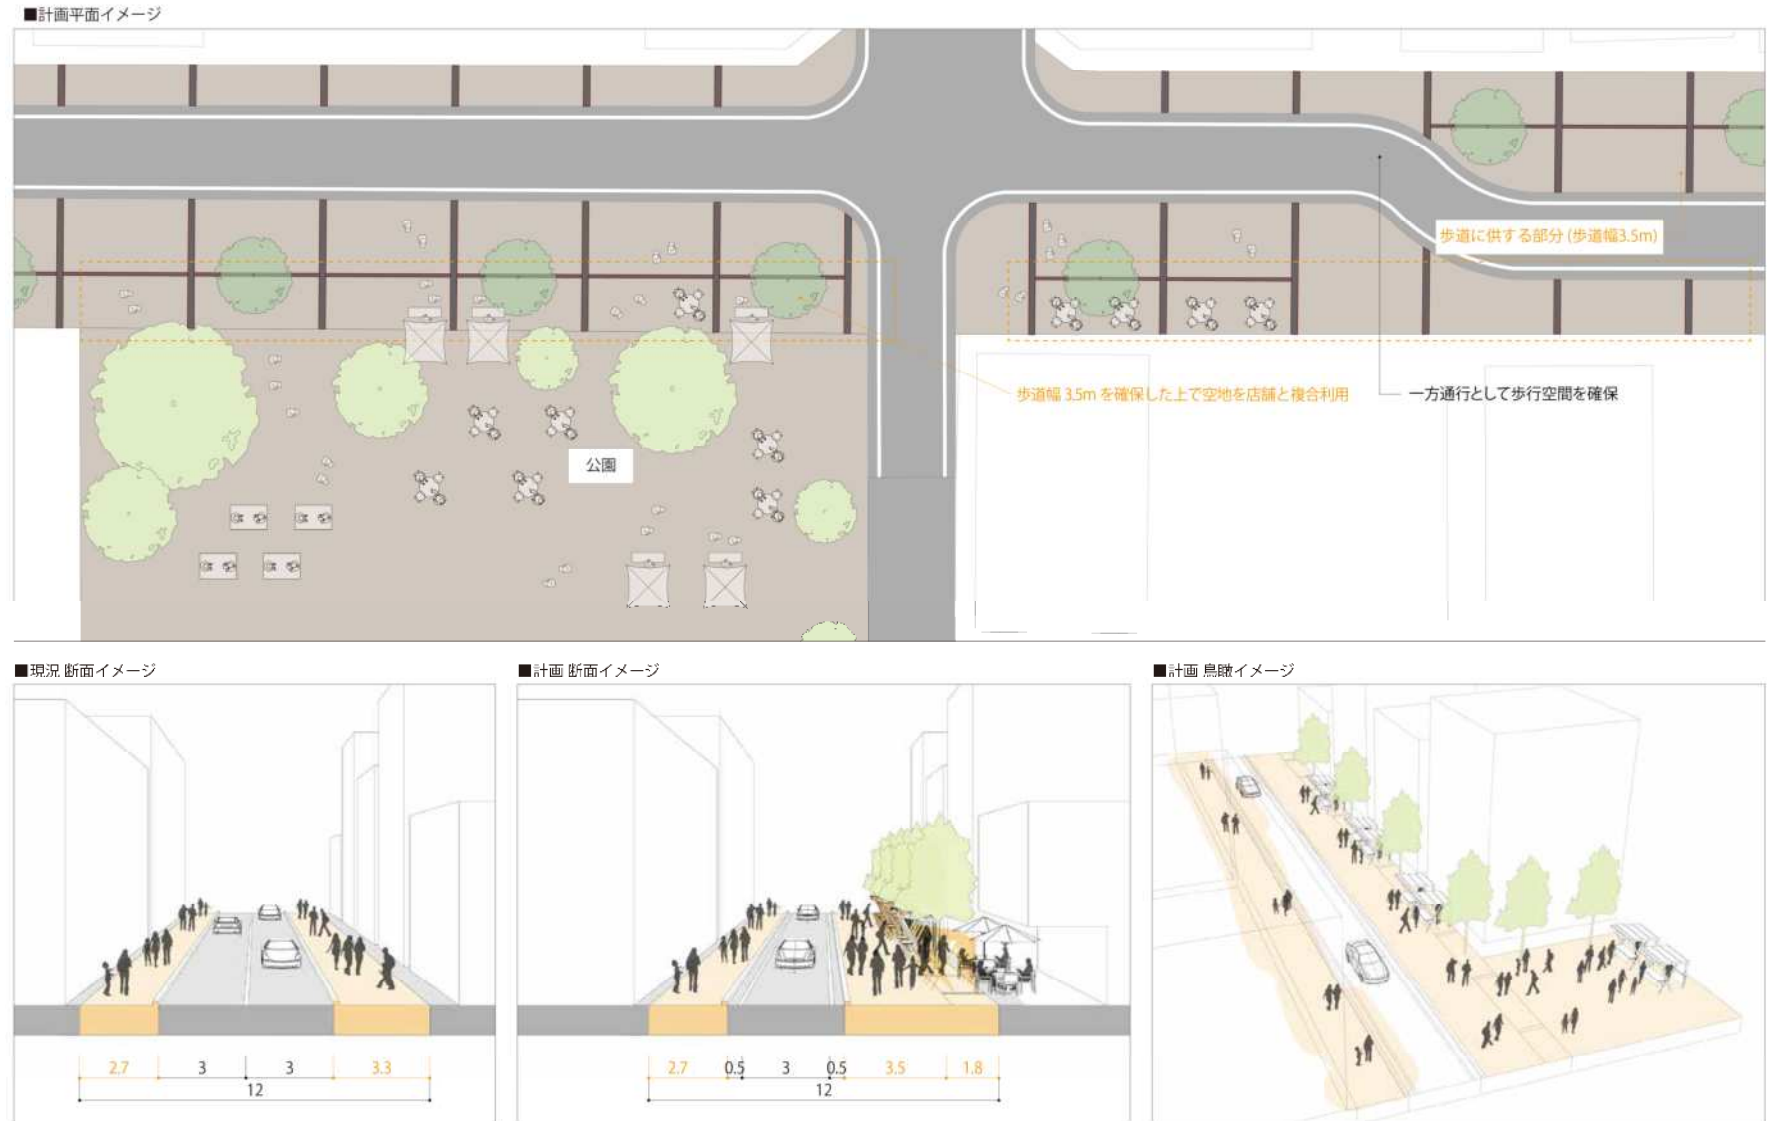 ■計画平面イメージ
歩道に供する部分 (歩道幅3.5m)
歩道幅 3.5m を確保した上で空地を店舗と複合利用
一方通行として歩行空間を確保
公園
■現況 断面イメージ
■計画 断面イメージ
■計画 鳥瞰イメージ
2.7 3 3 3.3
12
2.7 0.5 3 0.5 3.5 1.8
12